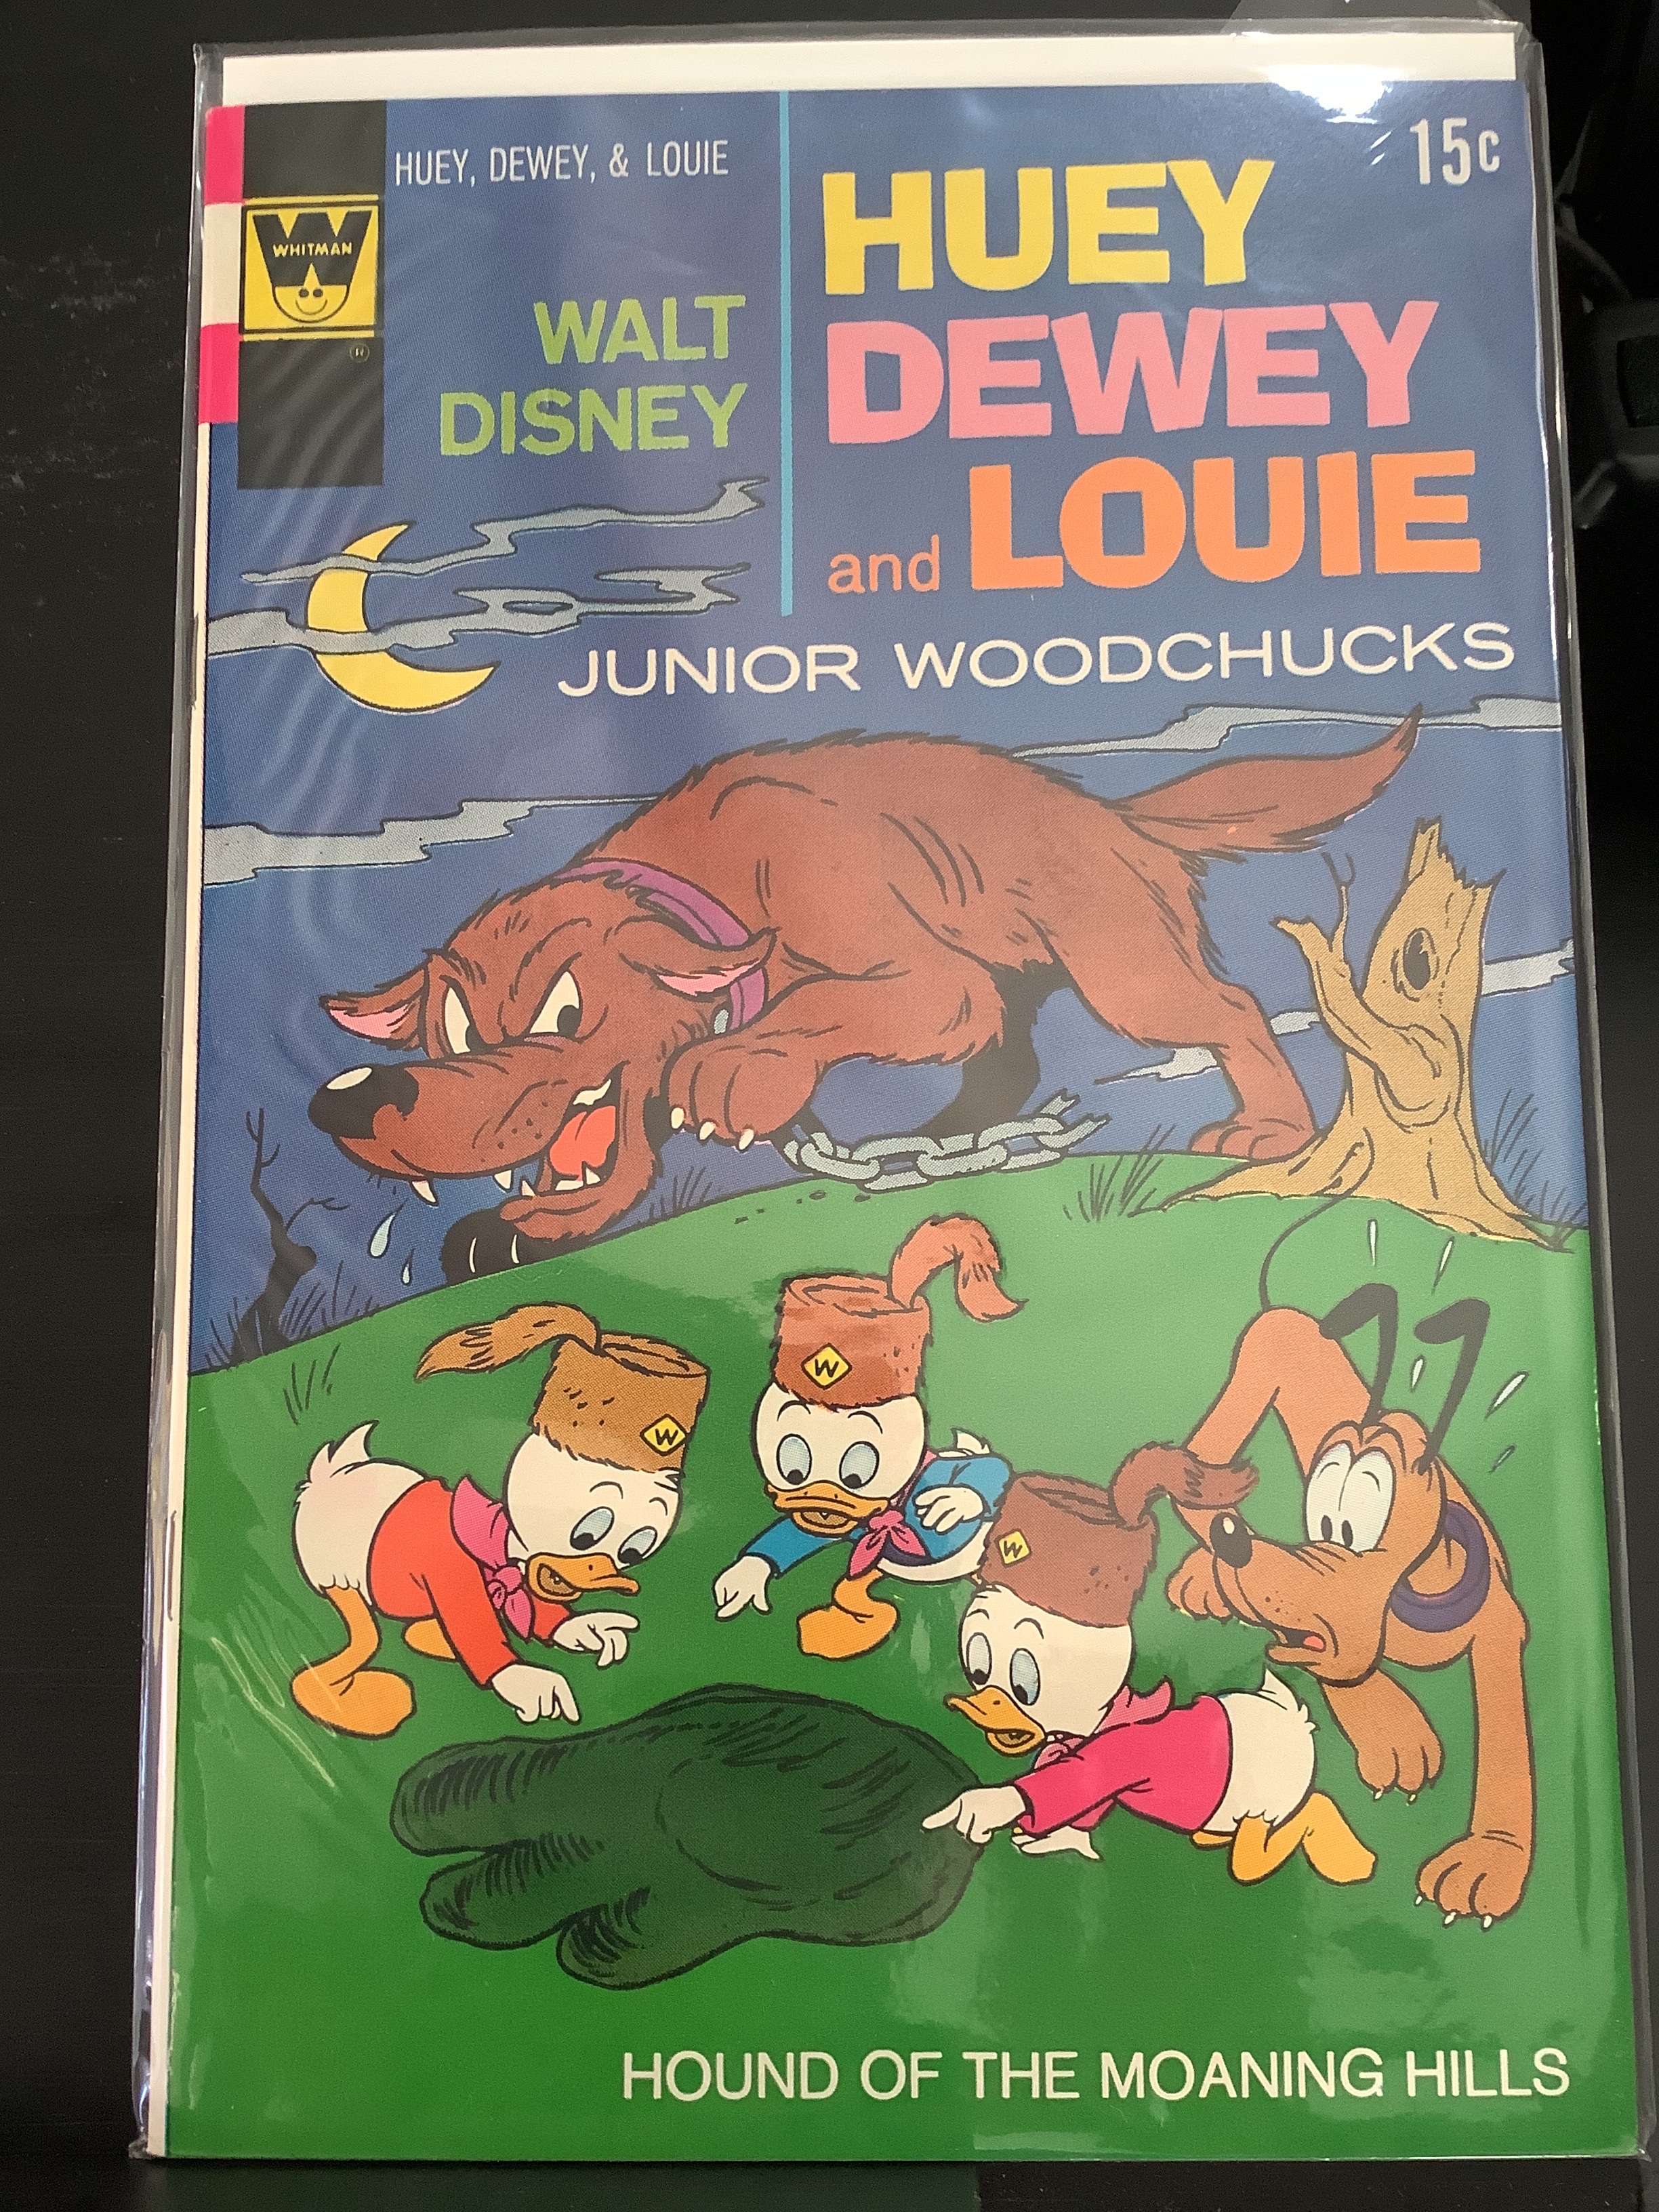 HUEY, DEWEY, & LOUIE
WHITMAN
®
WALT
DISNEY
15c
HUEY
DEWEY
and LOUIE
JUNIOR WOODCHUCKS
W
W
W
HOUND OF THE MOANING HILLS